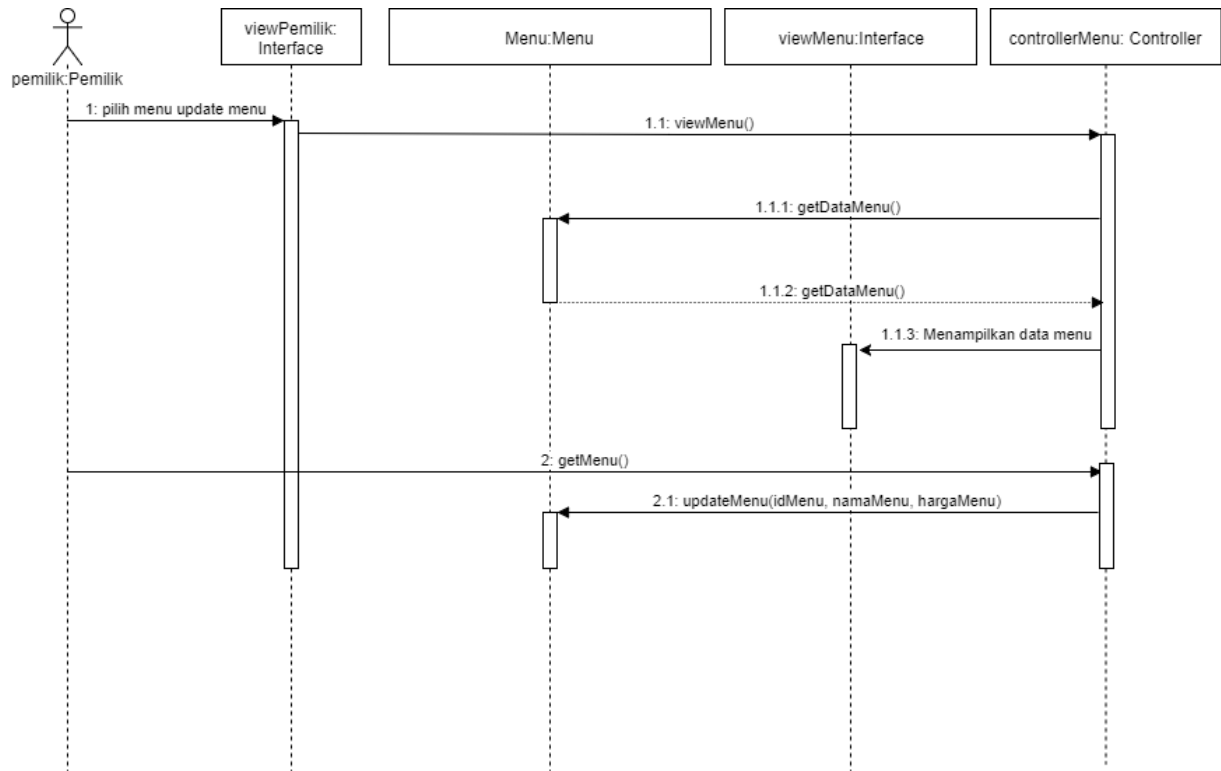 viewPemilik:
Interface
Menu:Menu
viewMenu:Interface
controllerMenu: Controller
pemilik:Pemilik
1: pilih menu update menu
1.1: viewMenu()
1.1.1: getDataMenu()
1.1.2: getDataMenu()
1.1.3: Menampilkan data menu
2: getMenu()
2.1: updateMenu(idMenu, namaMenu, hargaMenu)